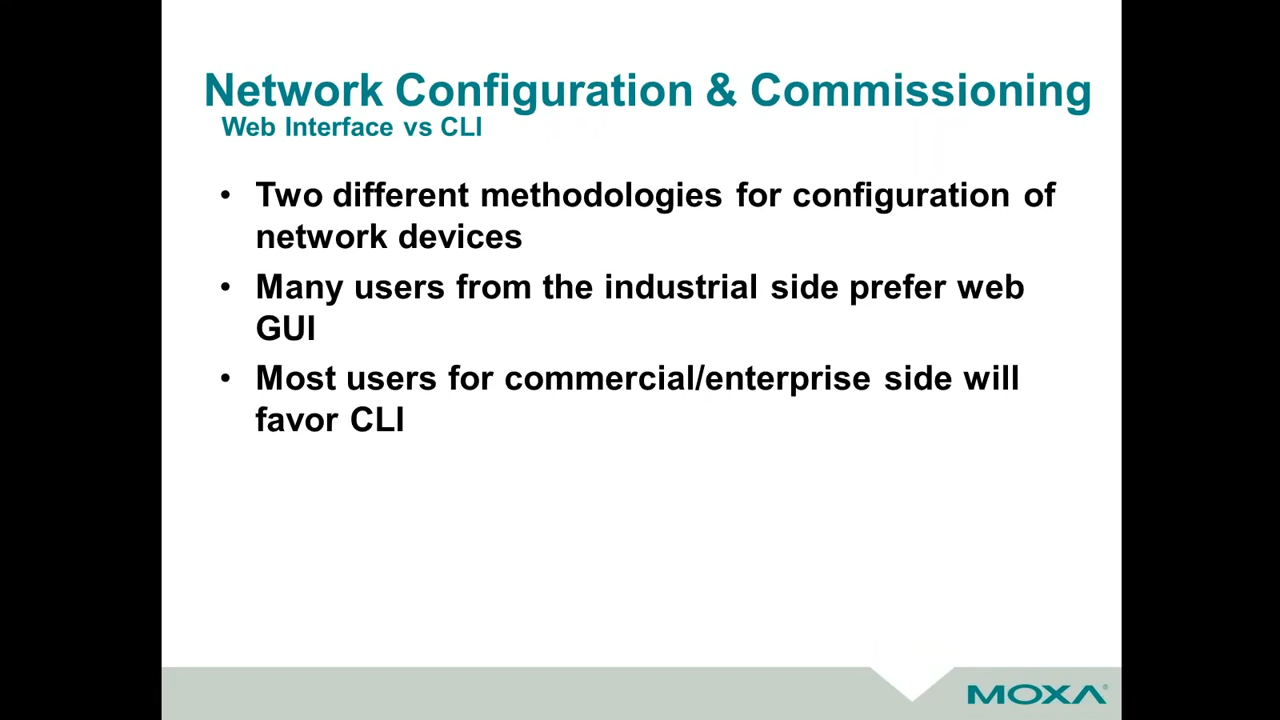 Network Configuration & Commissioning
Web Interface vs CLI
• Two different methodologies for configuration of
network devices
• Many users from the industrial side prefer web
GUI
• Most users for commercial/enterprise side will
favor CLI
MOXA®